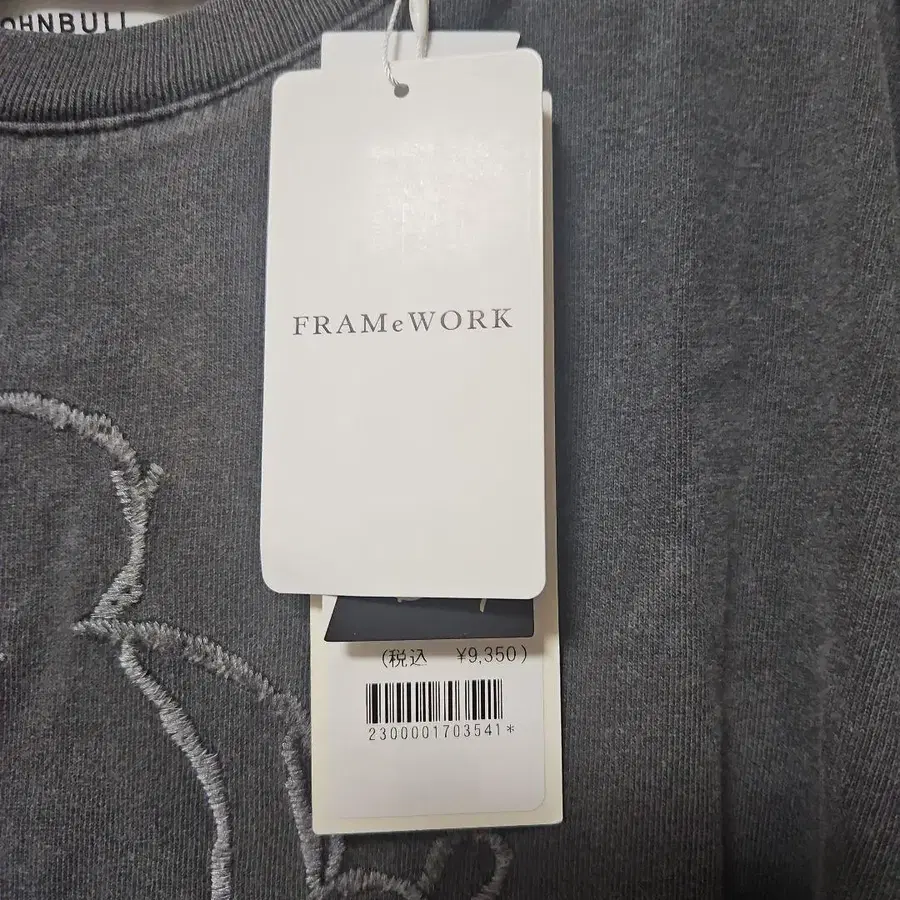 OHNBULL
FRAMeWORK
(税込 ¥9,350)
2300001703541*